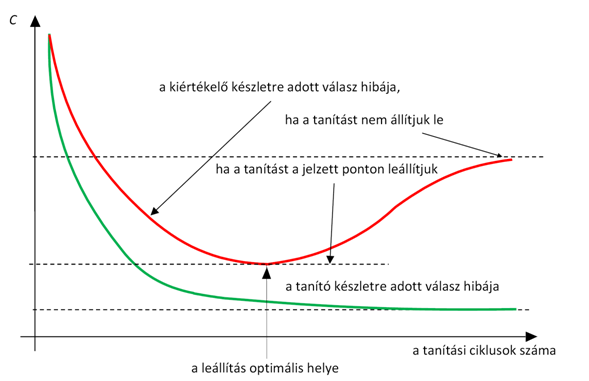 C
a kiértékelő készletre adott válasz hibája,
ha a tanítást nem állítjuk le
ha a tanítást a jelzett ponton leállítjuk
a tanító készletre adott válasz hibája
a tanítási ciklusok száma
a leállítás optimális helye